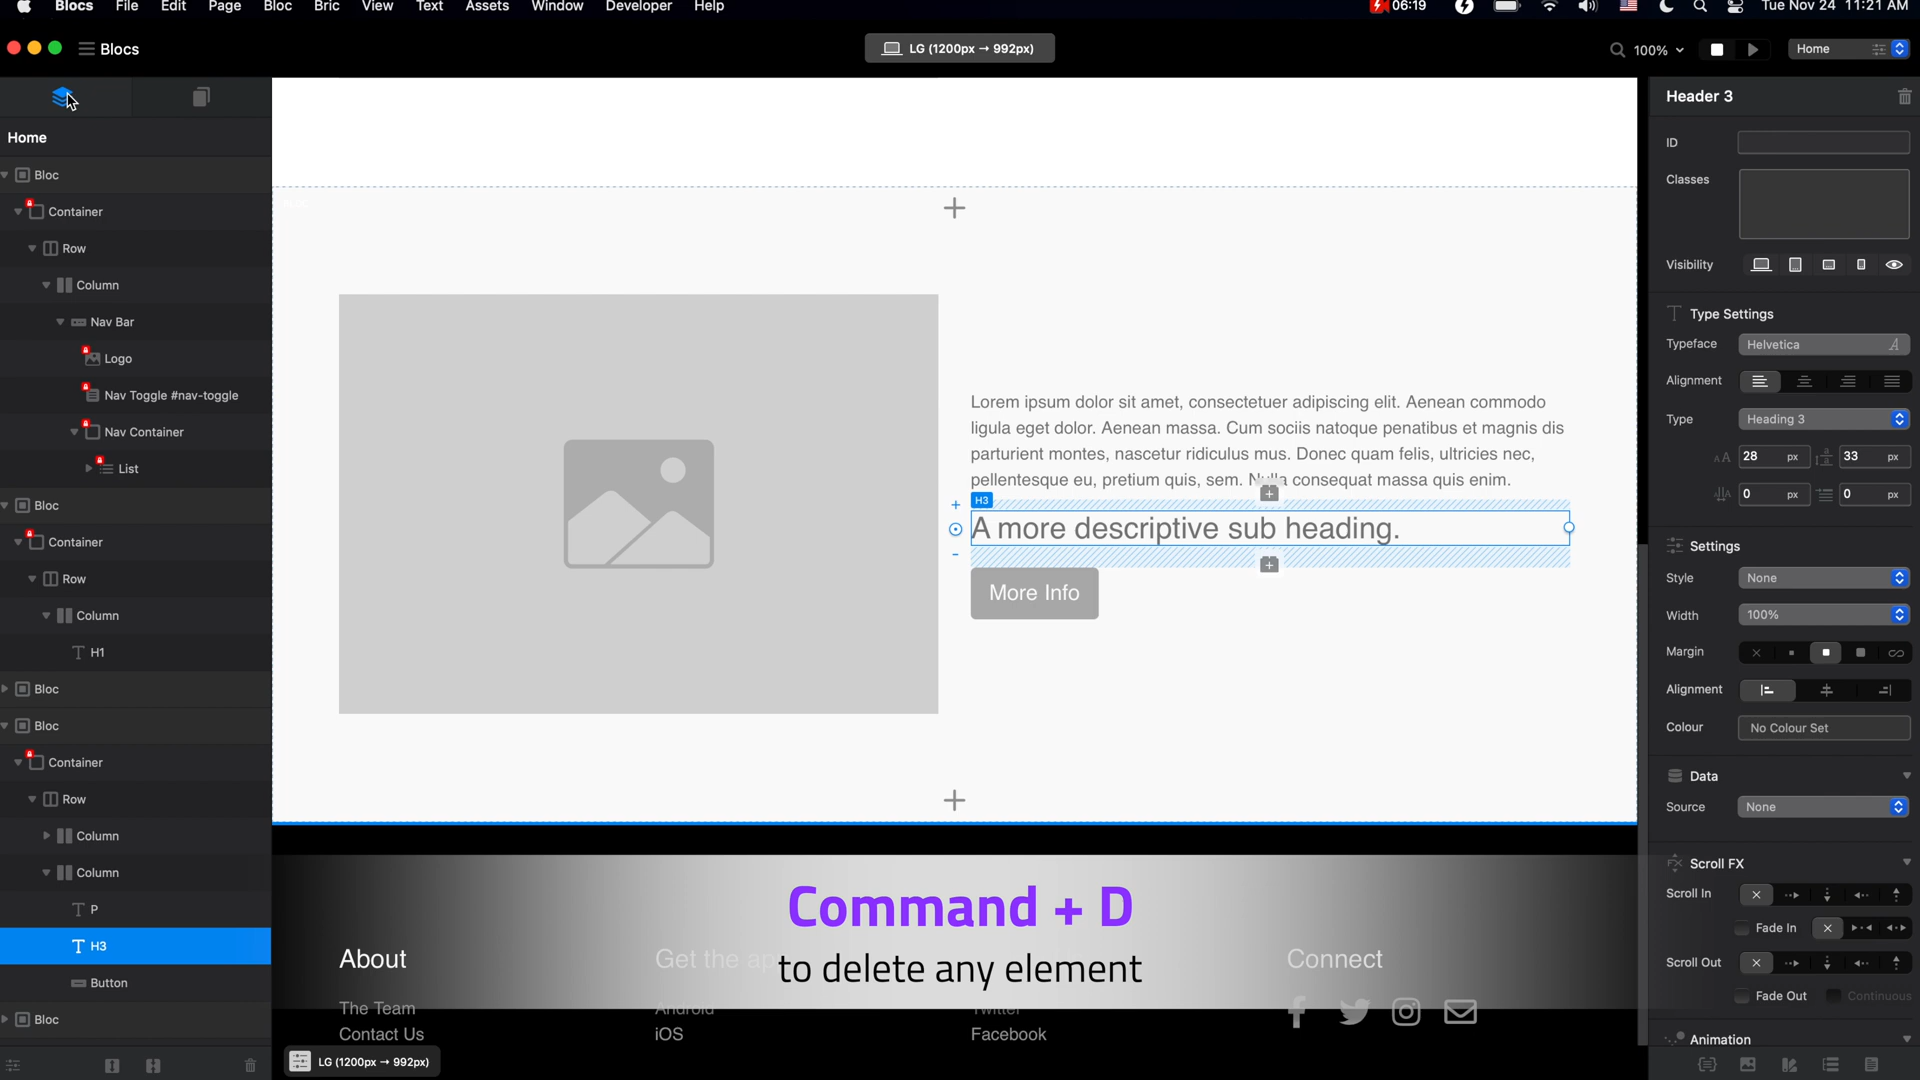 Blocs File Edit Page Bloc Bric View Text Assets Window Developer Help 06:19 Tue Nov 24 11:21 AM
Blocs LG (1200px → 992px) 100% Home
Header 3
Home
ID
Bloc
Classes
Container
Row
Visibility
Column
Type Settings
Nav Bar
Typeface Helvetica
Logo
Alignment
Nav Toggle #nav-toggle
Type Heading 3
Nav Container
28 px 33 px
List
0 px 0 px
Lorem ipsum dolor sit amet, consectetuer adipiscing elit. Aenean commodo
ligula eget dolor. Aenean massa. Cum sociis natoque penatibus et magnis dis
parturient montes, nascetur ridiculus mus. Donec quam felis, ultricies nec,
pellentesque eu, pretium quis, sem. Nulla consequat massa quis enim.
H3
A more descriptive sub heading.
More Info
Bloc
Container
Row
Column
H1
Bloc
Bloc
Container
Row
Column
Column
P
H3
Button
Bloc
Settings
Style None
Width 100%
Margin
Alignment
Colour No Colour Set
Data
Source None
Scroll FX
Scroll In
Fade In
Scroll Out
Fade Out Continuous
Animation
Command + D
to delete any element
About Get the app Connect
The Team Android Twitter
Contact Us iOS Facebook
LG (1200px → 992px)